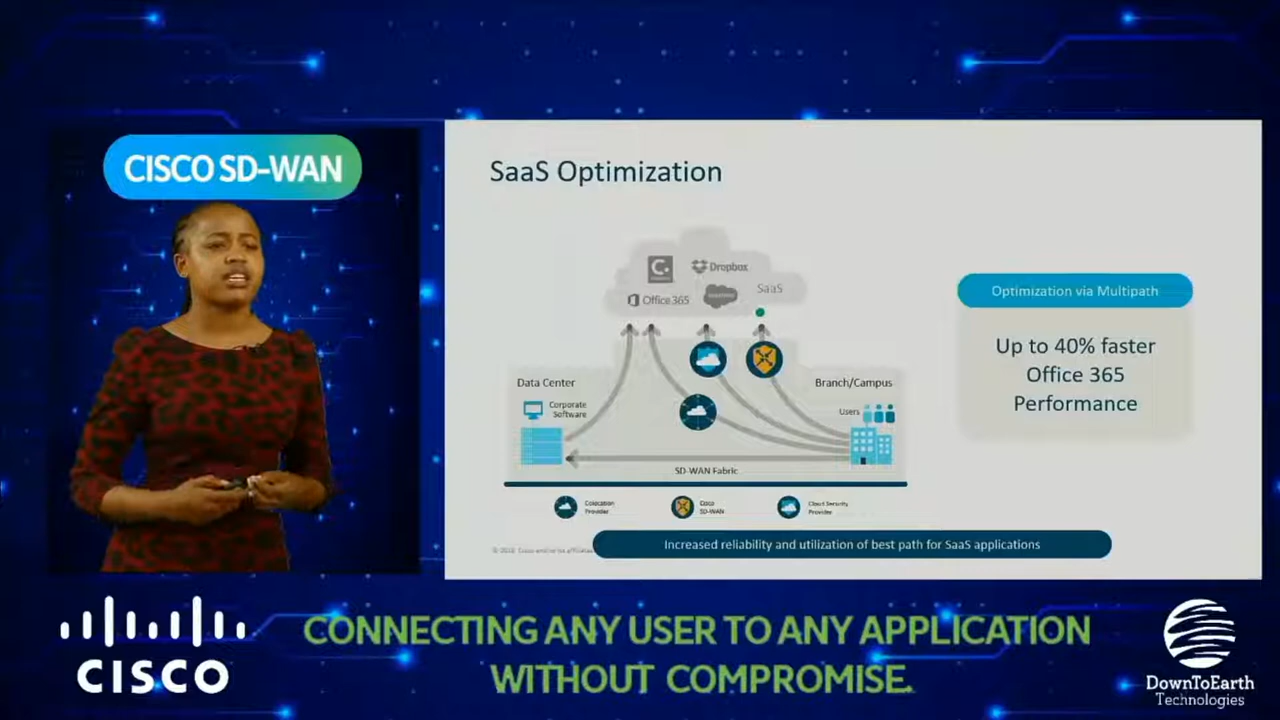 CISCO SD-WAN
SaaS Optimization
Dropbox
Office 365
SaaS
Data Center
Corporate
Software
Branch/Campus
Users
SD-WAN Fabric
Colocation
Provider
Cisco
SD-WAN
Cloud Security
Provider
Optimization via Multipath
Up to 40% faster
Office 365
Performance
Increased reliability and utilization of best path for SaaS applications
CISCO
CONNECTING ANY USER TO ANY APPLICATION
WITHOUT COMPROMISE.
DownToEarth
Technologies